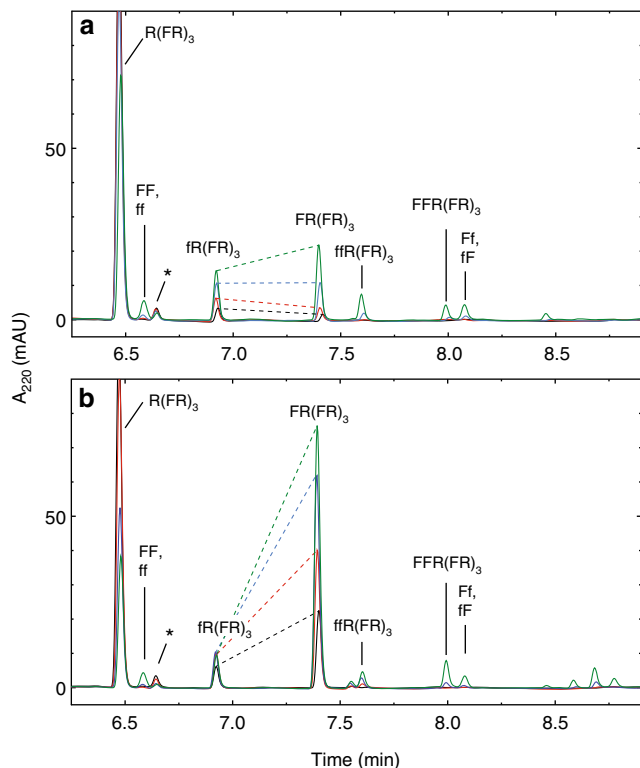 a
R(FR)3
FF,
ff
*
fR(FR)3
FR(FR)3
ffR(FR)3
FFR(FR)3
Ff,
fF
50
0
6.5 7.0 7.5 8.0 8.5
A220 (mAU)
b
R(FR)3
FF,
ff
*
fR(FR)3
FR(FR)3
ffR(FR)3
FFR(FR)3
Ff,
fF
50
0
6.5 7.0 7.5 8.0 8.5
Time (min)